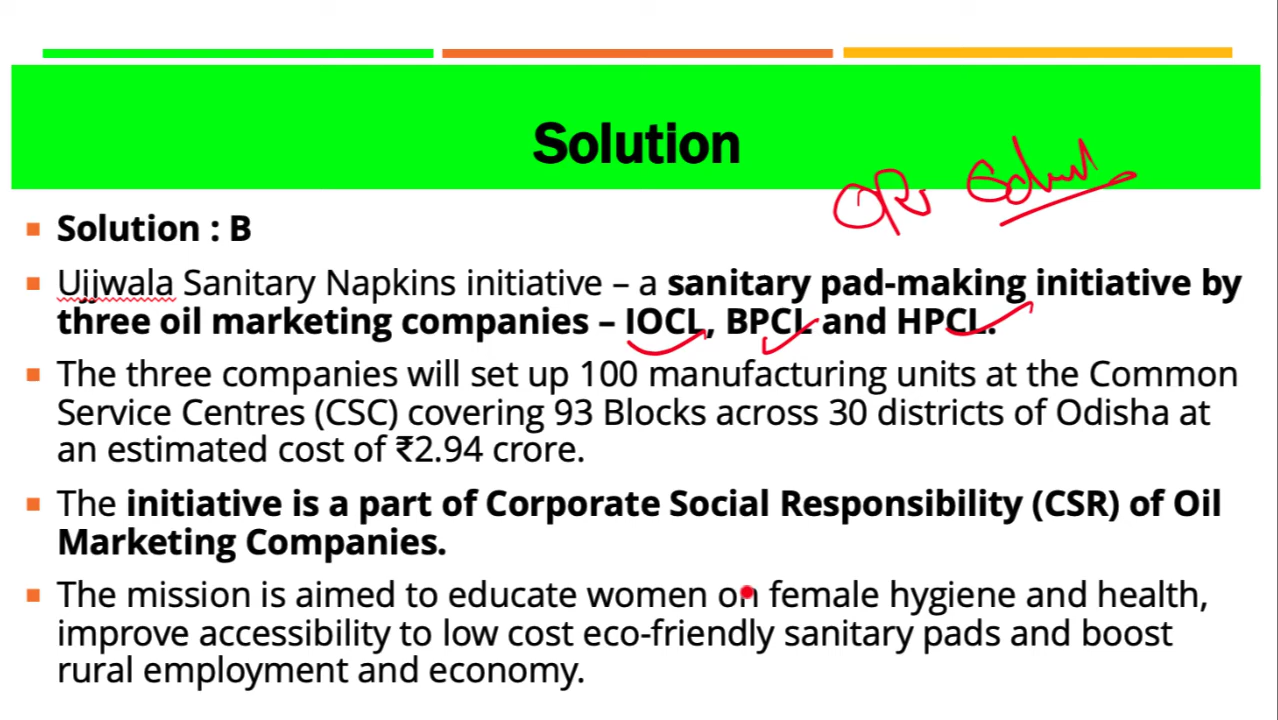 Solution
Solution : B
Ujjwala Sanitary Napkins initiative – a sanitary pad-making initiative by
three oil marketing companies – IOCL, BPCL and HPCL.
The three companies will set up 100 manufacturing units at the Common
Service Centres (CSC) covering 93 Blocks across 30 districts of Odisha at
an estimated cost of ₹2.94 crore.
The initiative is a part of Corporate Social Responsibility (CSR) of Oil
Marketing Companies.
The mission is aimed to educate women on female hygiene and health,
improve accessibility to low cost eco-friendly sanitary pads and boost
rural employment and economy.